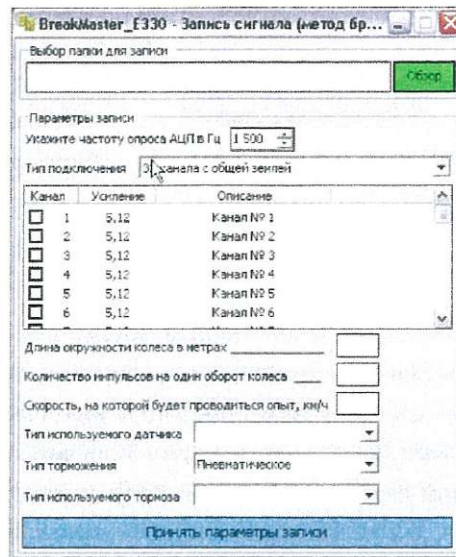 BreakMaster_E330 - Запись сигнала (метод бр...
Выбор папки для записи
Обзор
Параметры записи
Укажите частоту опроса АЦП в Гц 1 500
Тип подключения канала с общей землей
Канал Усиление Описание
1 5,12 Канал № 1
2 5,12 Канал № 2
3 5,12 Канал № 3
4 5,12 Канал № 4
5 5,12 Канал № 5
6 5,12 Канал № 6
Длина окружности колеса в метрах
Количество импульсов на один оборот колеса
Скорость, на которой будет проводиться опыт, км/ч
Тип используемого датчика
Тип торможения Пневматическое
Тип используемого тормоза
Принять параметры записи